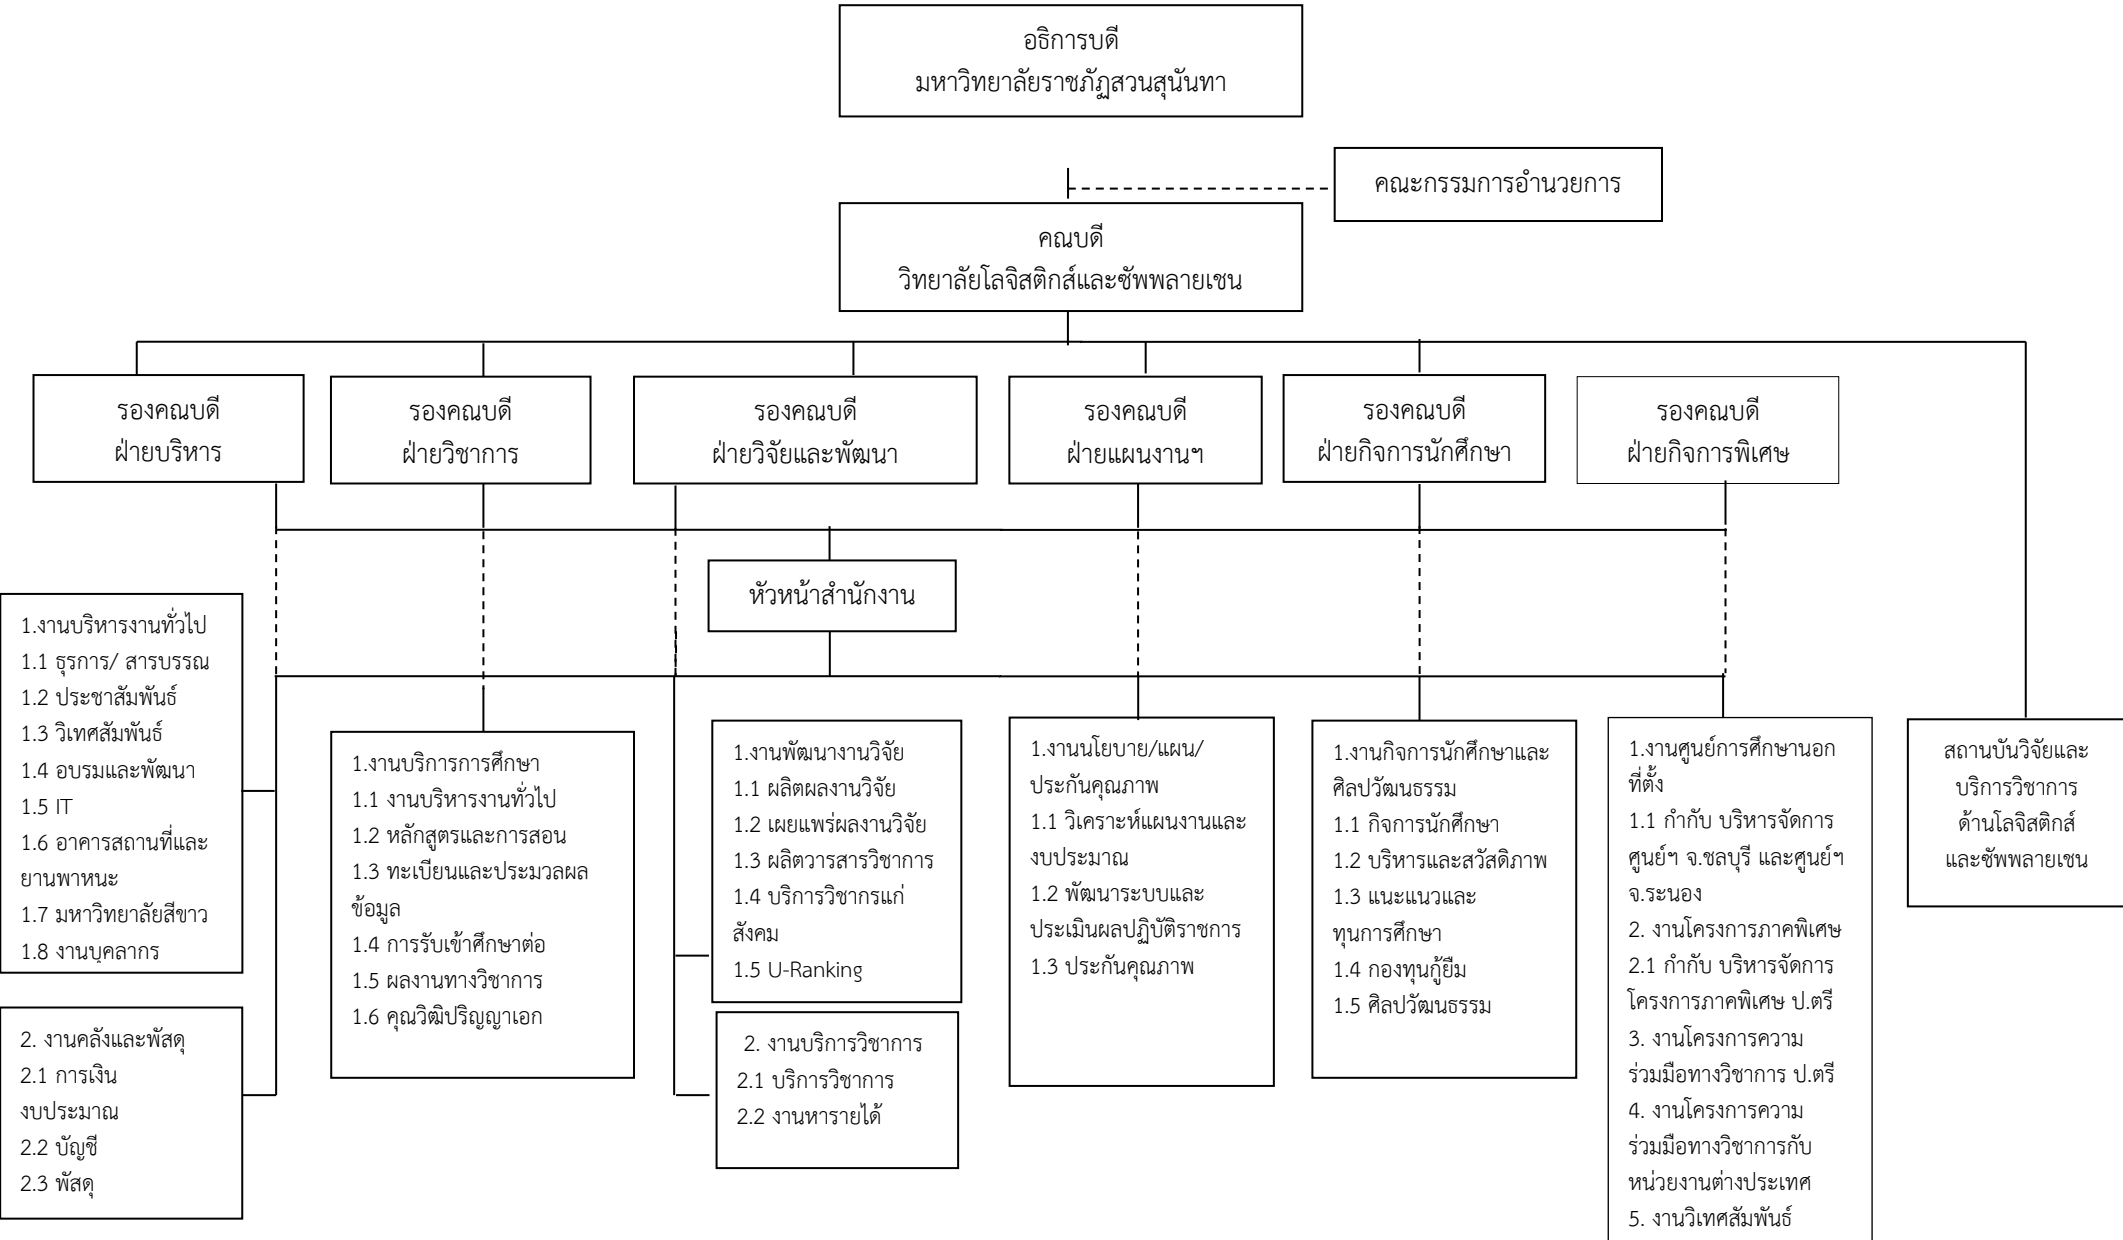 อธิการบดี
มหาวิทยาลัยราชภัฏสวนสุนันทา
คณะกรรมการอำนวยการ
คณบดี
วิทยาลัยโลจิสติกส์และซัพพลายเชน
รองคณบดี
ฝ่ายบริหาร
รองคณบดี
ฝ่ายวิชาการ
รองคณบดี
ฝ่ายวิจัยและพัฒนา
รองคณบดี
ฝ่ายแผนงานฯ
รองคณบดี
ฝ่ายกิจการนักศึกษา
รองคณบดี
ฝ่ายกิจการพิเศษ
หัวหน้าสำนักงาน
1.งานบริหารงานทั่วไป
1.1 ธุรการ/ สารบรรณ
1.2 ประชาสัมพันธ์
1.3 วิเทศสัมพันธ์
1.4 อบรมและพัฒนา
1.5 IT
1.6 อาคารสถานที่และ
ยานพาหนะ
1.7 มหาวิทยาลัยสีขาว
1.8 งานบุคลากร
2. งานคลังและพัสดุ
2.1 การเงิน
งบประมาณ
2.2 บัญชี
2.3 พัสดุ
1.งานบริการการศึกษา
1.1 งานบริหารงานทั่วไป
1.2 หลักสูตรและการสอน
1.3 ทะเบียนและประมวลผล
ข้อมูล
1.4 การรับเข้าศึกษาต่อ
1.5 ผลงานทางวิชาการ
1.6 คุณวิฒิปริญญาเอก
1.งานพัฒนางานวิจัย
1.1 ผลิตผลงานวิจัย
1.2 เผยแพร่ผลงานวิจัย
1.3 ผลิตวารสารวิชาการ
1.4 บริการวิชากรแก่
สังคม
1.5 U-Ranking
2. งานบริการวิชาการ
2.1 บริการวิชาการ
2.2 งานหารายได้
1.งานนโยบาย/แผน/
ประกันคุณภาพ
1.1 วิเคราะห์แผนงานและ
งบประมาณ
1.2 พัฒนาระบบและ
ประเมินผลปฏิบัติราชการ
1.3 ประกันคุณภาพ
1.งานกิจการนักศึกษาและ
ศิลปวัฒนธรรม
1.1 กิจการนักศึกษา
1.2 บริหารและสวัสดิภาพ
1.3 แนะแนวและ
ทุนการศึกษา
1.4 กองทุนกู้ยืม
1.5 ศิลปวัฒนธรรม
1.งานศูนย์การศึกษานอก
ที่ตั้ง
1.1 กำกับ บริหารจัดการ
ศูนย์ฯ จ.ชลบุรี และศูนย์ฯ
จ.ระนอง
2. งานโครงการภาคพิเศษ
2.1 กำกับ บริหารจัดการ
โครงการภาคพิเศษ ป.ตรี
3. งานโครงการความ
ร่วมมือทางวิชาการ ป.ตรี
4. งานโครงการความ
ร่วมมือทางวิชาการกับ
หน่วยงานต่างประเทศ
5. งานวิเทศสัมพันธ์
สถานบันวิจัยและ
บริการวิชาการ
ด้านโลจิสติกส์
และซัพพลายเชน